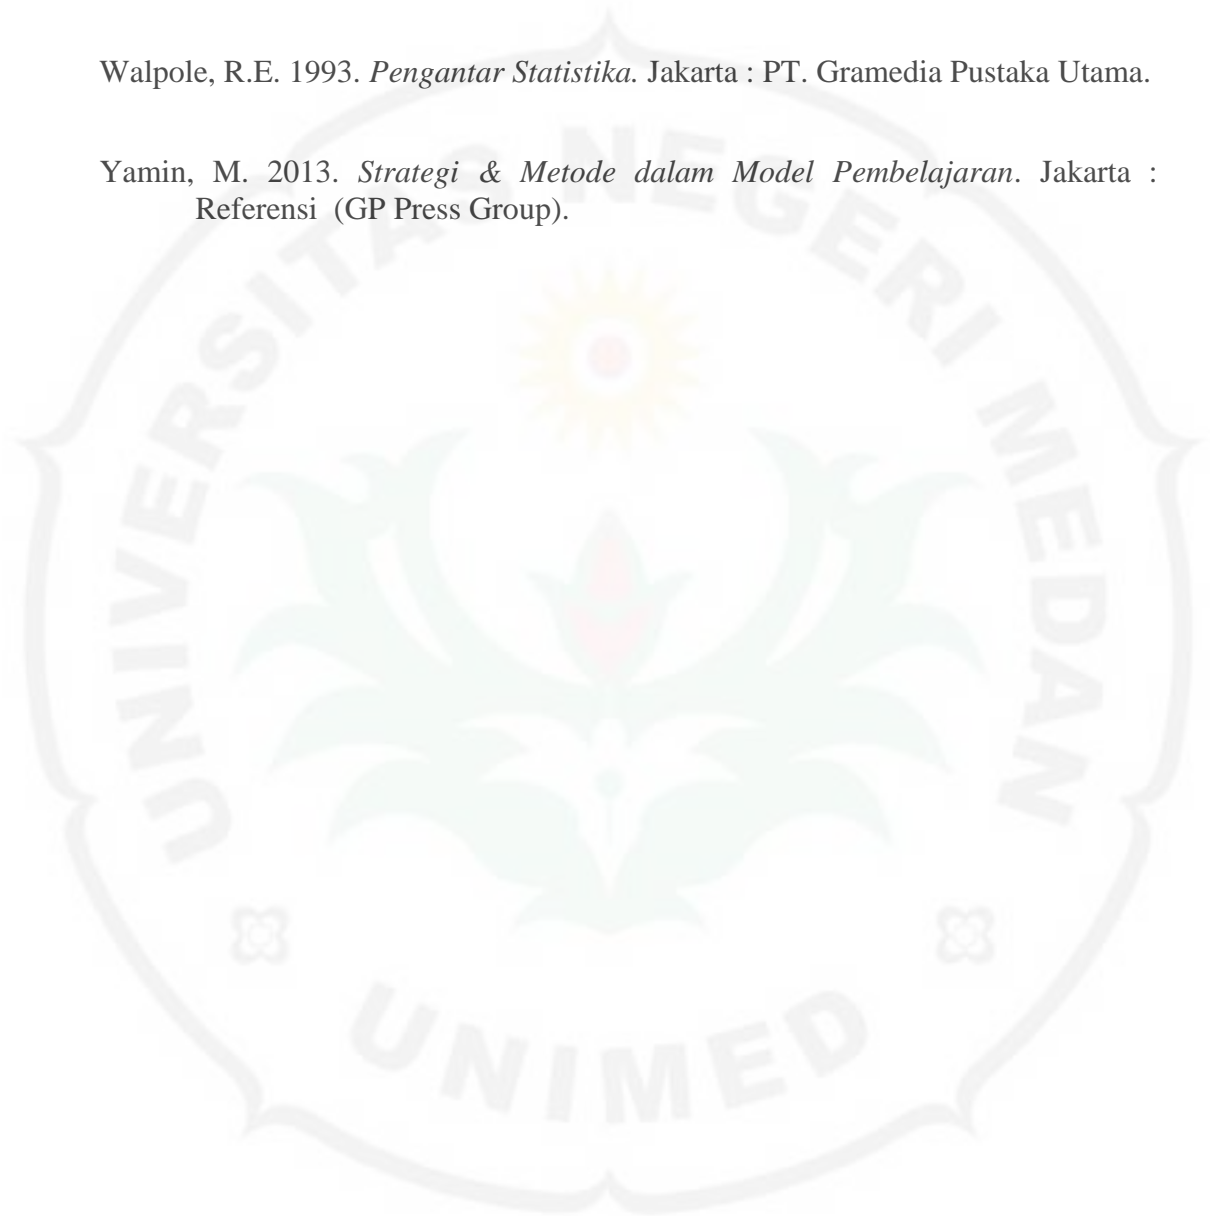 Walpole, R.E. 1993. Pengantar Statistika. Jakarta : PT. Gramedia Pustaka Utama.
Yamin, M. 2013. Strategi & Metode dalam Model Pembelajaran. Jakarta :
Referensi (GP Press Group).
UNIVERSITAS NEGERI MEDAN
UNIMED